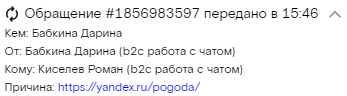 Обращение #1856983597 передано в 15:46
Кем: Бабкина Дарина
От: Бабкина Дарина (b2c работа с чатом)
Кому: Киселев Роман (b2c работа с чатом)
Причина: https://yandex.ru/pogoda/